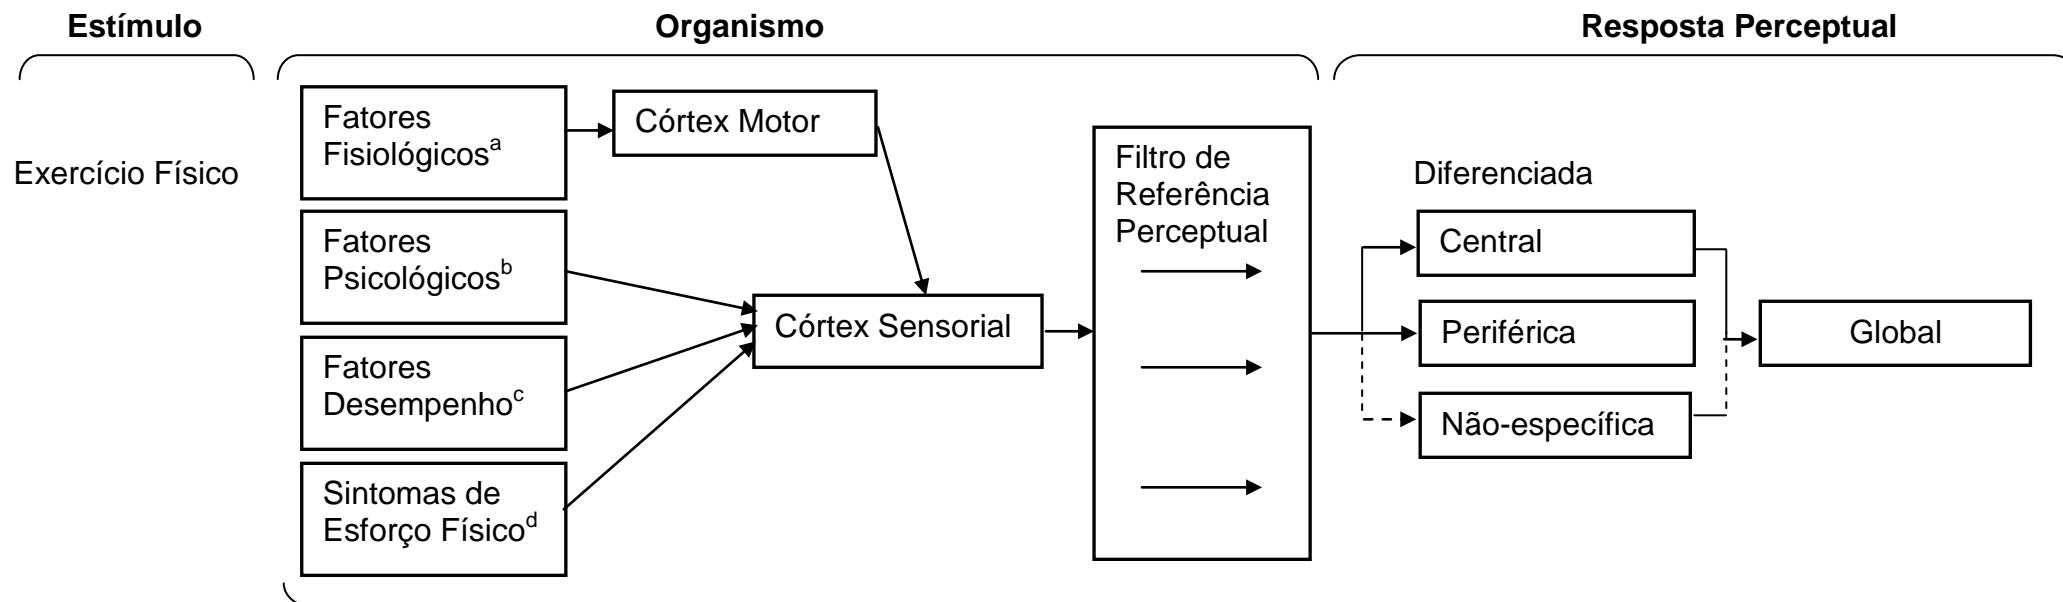 Estímulo
Organismo
Resposta Perceptual
Exercício Físico
Fatores
Fisiológicosᵃ
Córtex Motor
Fatores
Psicológicosᵇ
Fatores
Desempenhoᶜ
Sintomas de
Esforço Físicoᵈ
Córtex Sensorial
Filtro de
Referência
Perceptual
Diferenciada
Central
Periférica
Não-específica
Global